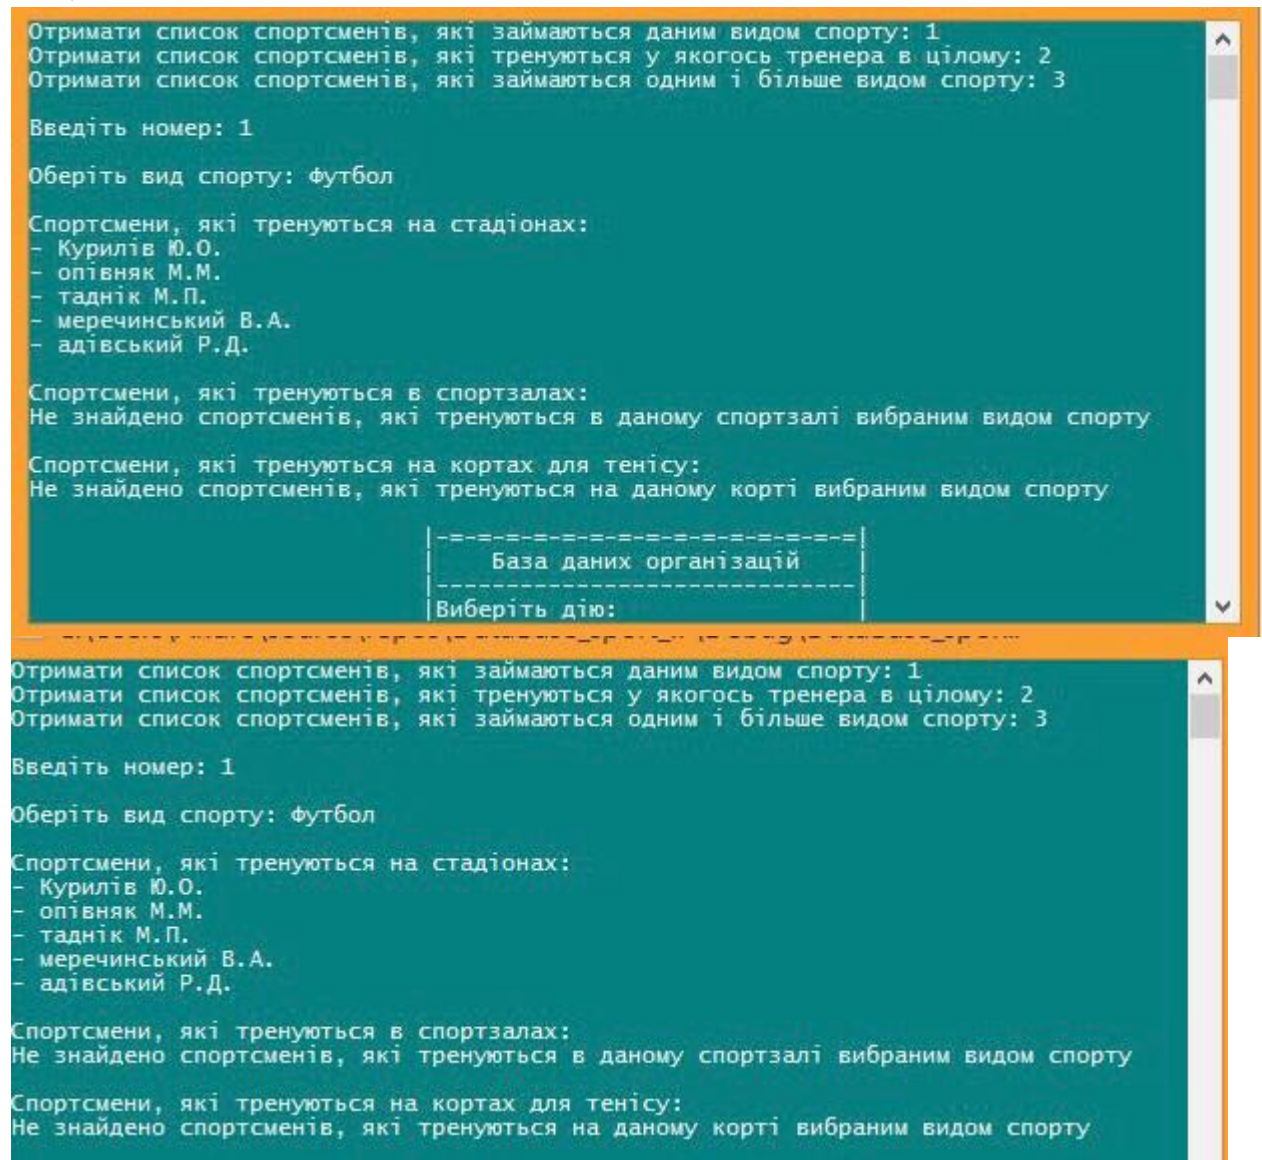 Отримати список спортсменів, які займаються даним видом спорту: 1
Отримати список спортсменів, які тренуються у якогось тренера в цілому: 2
Отримати список спортсменів, які займаються одним і більше видом спорту: 3
Введіть номер: 1
Оберіть вид спорту: Футбол
Спортсмени, які тренуються на стадіонах:
- Курилів Ю.О.
- опівняк М.М.
- таднік М.П.
- меречинський В.А.
- адівський Р.Д.
Спортсмени, які тренуються в спортзалах:
Не знайдено спортсменів, які тренуються в даному спортзалі вибраним видом спорту
Спортсмени, які тренуються на кортах для тенісу:
Не знайдено спортсменів, які тренуються на даному корті вибраним видом спорту
|-=-=-=-=-=-=-=-=-=-=-=-=-=-=-=|
| База даних організацій |
|------------------------------|
|Виберіть дію: |
Отримати список спортсменів, які займаються даним видом спорту: 1
Отримати список спортсменів, які тренуються у якогось тренера в цілому: 2
Отримати список спортсменів, які займаються одним і більше видом спорту: 3
Введіть номер: 1
Оберіть вид спорту: Футбол
Спортсмени, які тренуються на стадіонах:
- Курилів Ю.О.
- опівняк М.М.
- таднік М.П.
- меречинський В.А.
- адівський Р.Д.
Спортсмени, які тренуються в спортзалах:
Не знайдено спортсменів, які тренуються в даному спортзалі вибраним видом спорту
Спортсмени, які тренуються на кортах для тенісу:
Не знайдено спортсменів, які тренуються на даному корті вибраним видом спорту